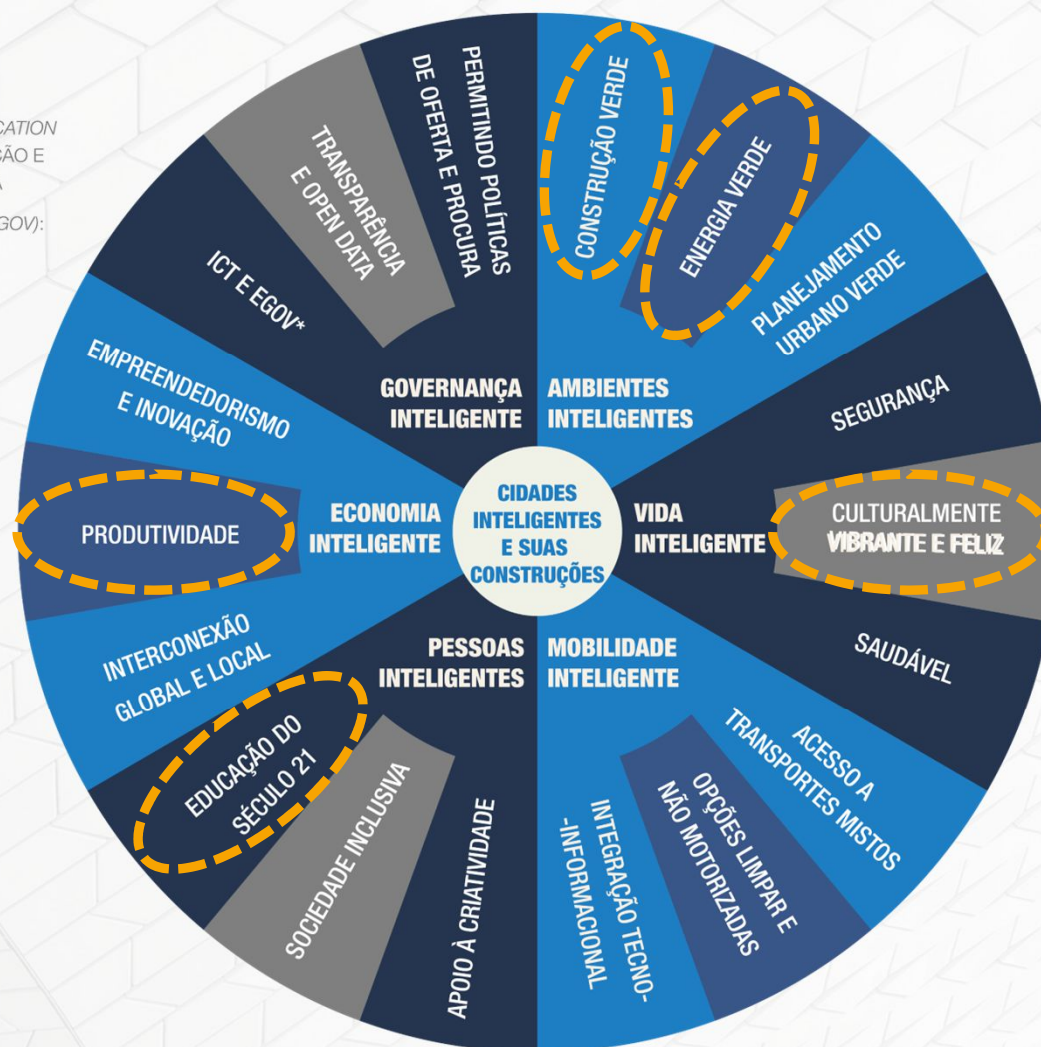 CATION
ÇÃO E
A
GOV):
PERMITINDO POLÍTICAS
DE OFERTA E PROCURA
TRANSPARÊNCIA
E OPEN DATA
ICT E EGOV*
GOVERNANÇA
INTELIGENTE
CONSTRUÇÃO VERDE
ENERGIA VERDE
PLANEJAMENTO
URBANO VERDE
AMBIENTES
INTELIGENTES
EMPREENDEDORISMO
E INOVAÇÃO
PRODUTIVIDADE
INTERCONEXÃO
GLOBAL E LOCAL
ECONOMIA
INTELIGENTE
CIDADES
INTELIGENTES
E SUAS
CONSTRUÇÕES
VIDA
INTELIGENTE
SEGURANÇA
CULTURALMENTE
VIBRANTE E FELIZ
SAUDÁVEL
PESSOAS
INTELIGENTES
EDUCAÇÃO DO
SÉCULO 21
SOCIEDADE INCLUSIVA
APOIO À CRIATIVIDADE
MOBILIDADE
INTELIGENTE
ACESSO A
TRANSPORTES MISTOS
OPÇÕES LIMPAR E
NÃO MOTORIZADAS
INTEGRAÇÃO TECNO-
-INFORMACIONAL